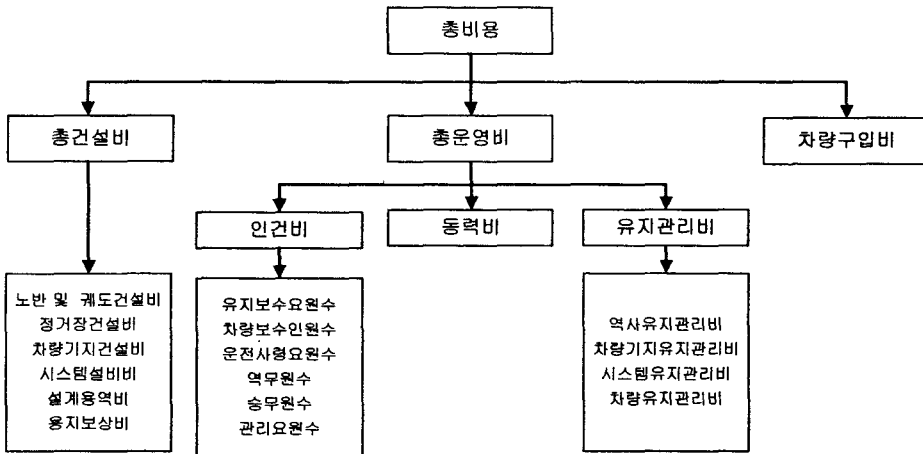 총비용
총건설비
총운영비
차량구입비
인건비
동력비
유지관리비
노반 및 궤도건설비
정거장건설비
차량기지건설비
시스템설비비
설계용역비
용지보상비
유지보수요원수
차량보수인원수
운전사령요원수
역무원수
승무원수
관리요원수
역사유지관리비
차량기지유지관리비
시스템유지관리비
차량유지관리비